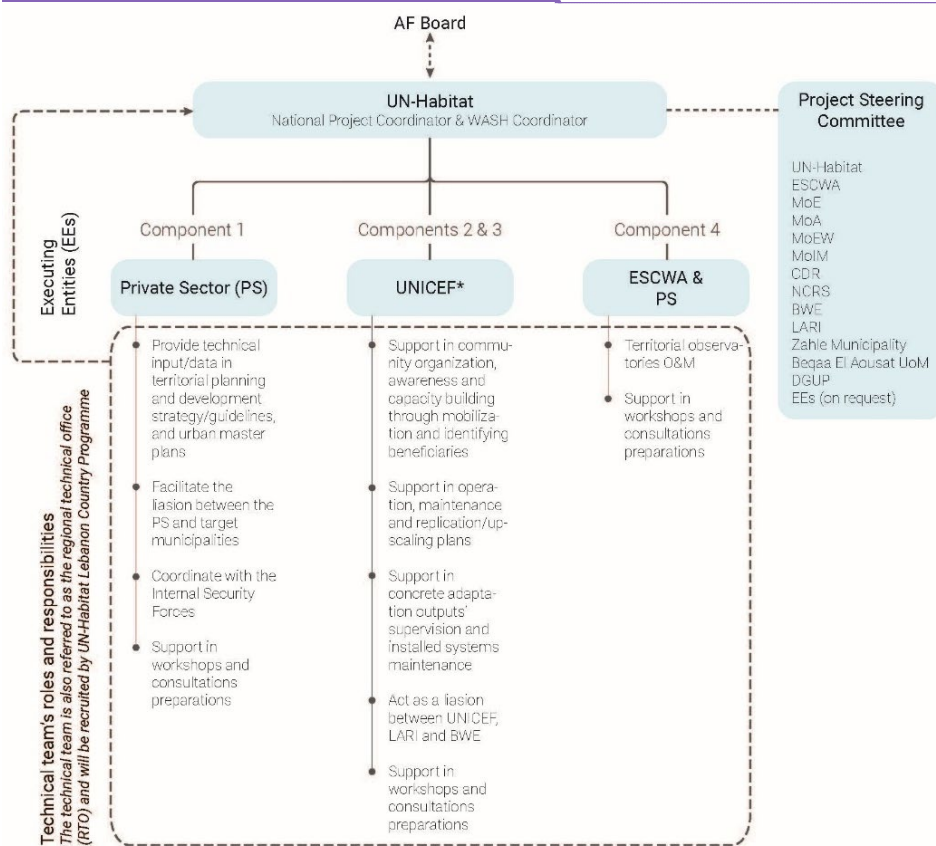 AF Board
UN-Habitat
National Project Coordinator & WASH Coordinator
Project Steering
Committee
UN-Habitat
ESCWA
MoE
MoA
MoEW
MoIM
CDR
NCRS
BWE
LARI
Zahle Municipality
Beqaa El Aousat UoM
DGUP
EEs (on request)
Executing
Entities (EEs)
Component 1
Private Sector (PS)
Provide technical
input/data in
territorial planning
and development
strategy/guidelines,
and urban master
plans
Facilitate the
liasion between the
PS and target
municipalities
Coordinate with the
Internal Security
Forces
Support in
workshops and
consultations
preparations
Components 2 & 3
UNICEF*
Support in commu-
nity organization,
awareness and
capacity building
through mobiliza-
tion and identifying
beneficiaries
Support in opera-
tion, maintenance
and replication/up-
scaling plans
Support in
concrete adapta-
tion outputs'
supervision and
installed systems
maintenance
Act as a liasion
between UNICEF,
LARI and BWE
Support in
workshops and
consultations
preparations
Component 4
ESCWA &
PS
Territorial observa-
tories O&M
Support in
workshops and
consultations
preparations
Technical team's roles and responsibilities
The technical team is also referred to as the regional technical office
(RTO) and will be recruited by UN-Habitat Lebanon Country Programme